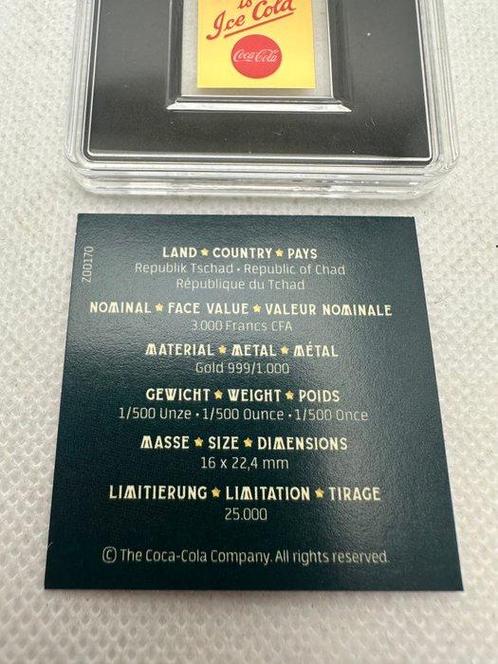 is
Ice Cold
Coca-Cola
Z00170
LAND ★ COUNTRY ★ PAYS
Republik Tschad • Republic of Chad
République du Tchad
NOMINAL ★ FACE VALUE ★ VALEUR NOMINALE
3.000 Francs CFA
MATERIAL ★ METAL ★ MÉTAL
Gold 999/1.000
GEWICHT ★ WEIGHT ★ POIDS
1/500 Unze • 1/500 Ounce • 1/500 Once
MASSE ★ SIZE ★ DIMENSIONS
16 x 22,4 mm
LIMITIERUNG ★ LIMITATION ★ TIRAGE
25.000
© The Coca-Cola Company. All rights reserved.